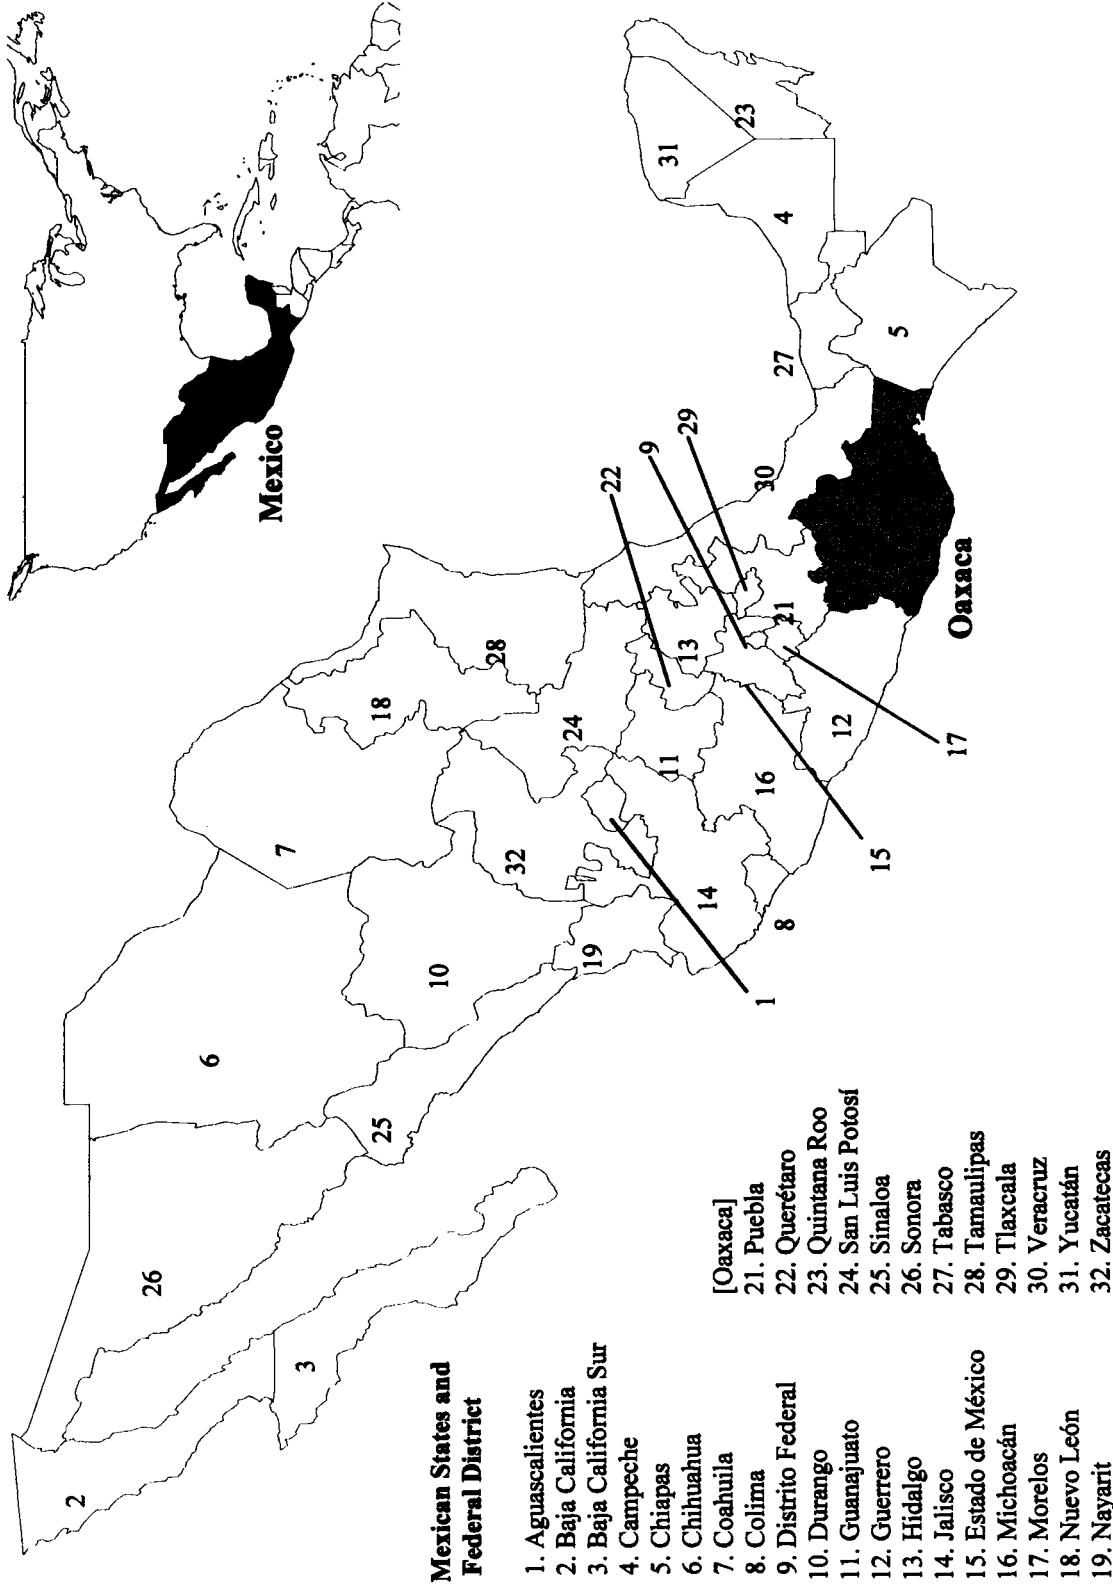 Mexico
Mexican States and
Federal District
1. Aguascalientes
2. Baja California
3. Baja California Sur
4. Campeche
5. Chiapas
6. Chihuahua
7. Coahuila
8. Colima
9. Distrito Federal
10. Durango
11. Guanajuato
12. Guerrero
13. Hidalgo
14. Jalisco
15. Estado de México
16. Michoacán
17. Morelos
18. Nuevo León
19. Nayarit
[Oaxaca]
21. Puebla
22. Querétaro
23. Quintana Roo
24. San Luis Potosí
25. Sinaloa
26. Sonora
27. Tabasco
28. Tamaulipas
29. Tlaxcala
30. Veracruz
31. Yucatán
32. Zacatecas
2
26
6
3
7
25
10
18
28
32
19
24
1
22
11
13
9
29
14
16
15
21
30
8
17
12
27
31
23
4
5
Oaxaca